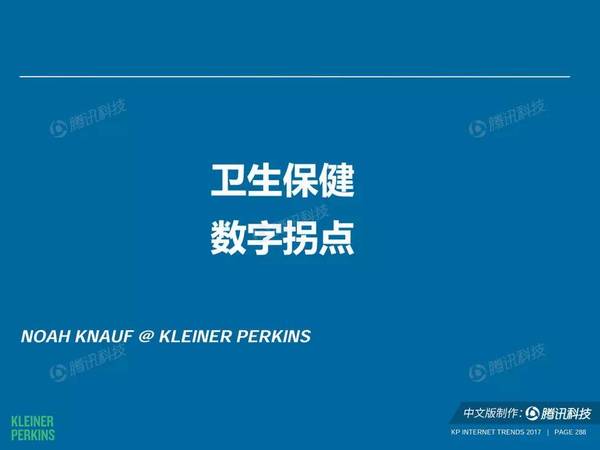 腾讯科技
腾讯科技
卫生保健
腾讯科技
数字拐点
NOAH KNAUF @ KLEINER PERKINS
腾讯科技
腾讯科技
KLEINER
PERKINS
中文版制作：腾讯科技
KP INTERNET TRENDS 2017 | PAGE 288